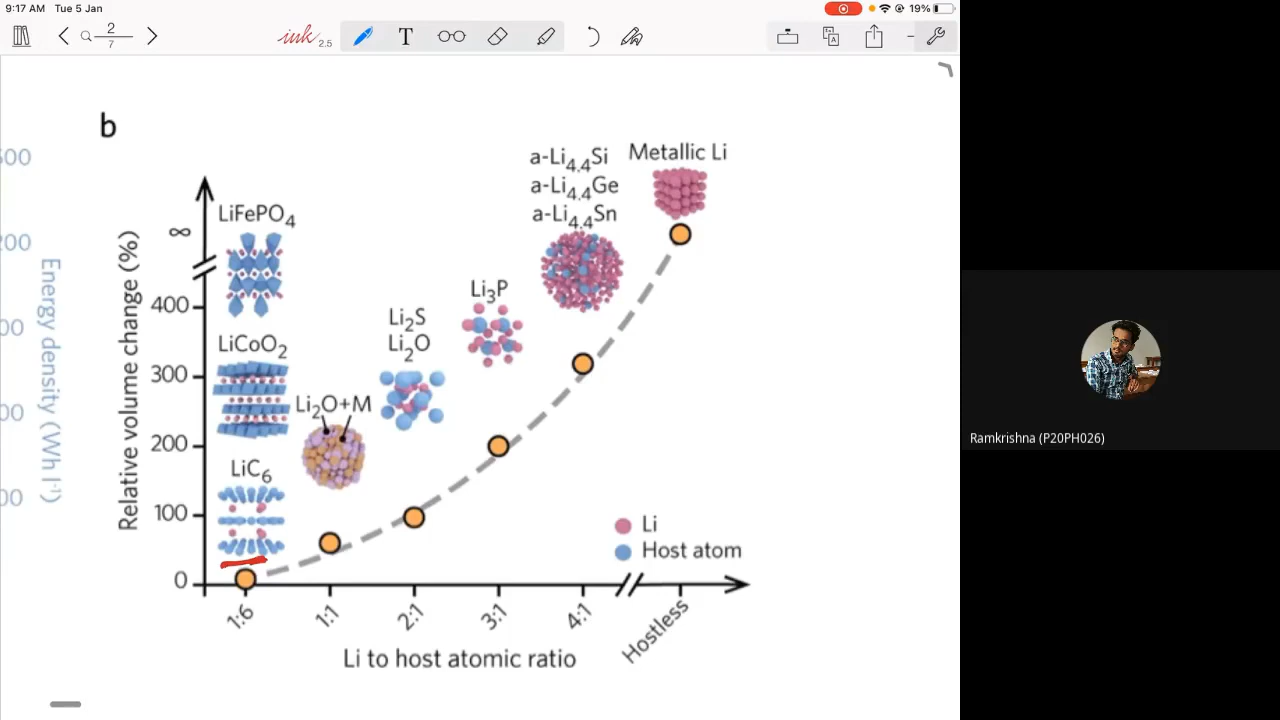 9:17 AM Tue 5 Jan
19%
2
7
ink 2.5
T
b
a-Li4.4Si
a-Li4.4Ge
a-Li4.4Sn
Metallic Li
LiFePO4
∞
Li3P
400
Li2S
Li2O
LiCoO2
300
Li2O+M
200
LiC6
100
0
Li
Host atom
1:6
1:1
2:1
3:1
4:1
Hostless
Li to host atomic ratio
Relative volume change (%)
Energy density (Wh l-1)
200
Ramkrishna (P20PH026)